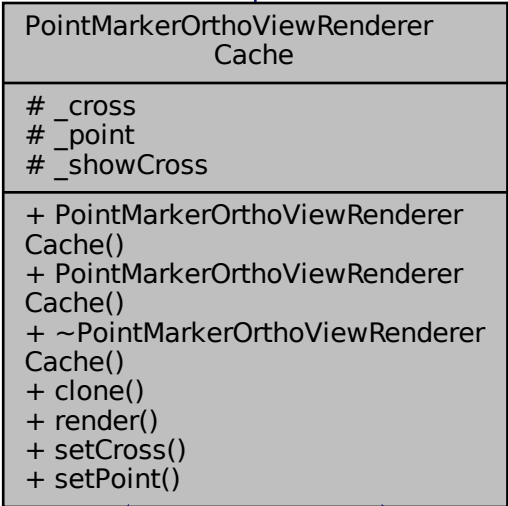 PointMarkerOrthoViewRenderer
Cache
# _cross
# _point
# _showCross
+ PointMarkerOrthoViewRenderer
Cache()
+ PointMarkerOrthoViewRenderer
Cache()
+ ~PointMarkerOrthoViewRenderer
Cache()
+ clone()
+ render()
+ setCross()
+ setPoint()